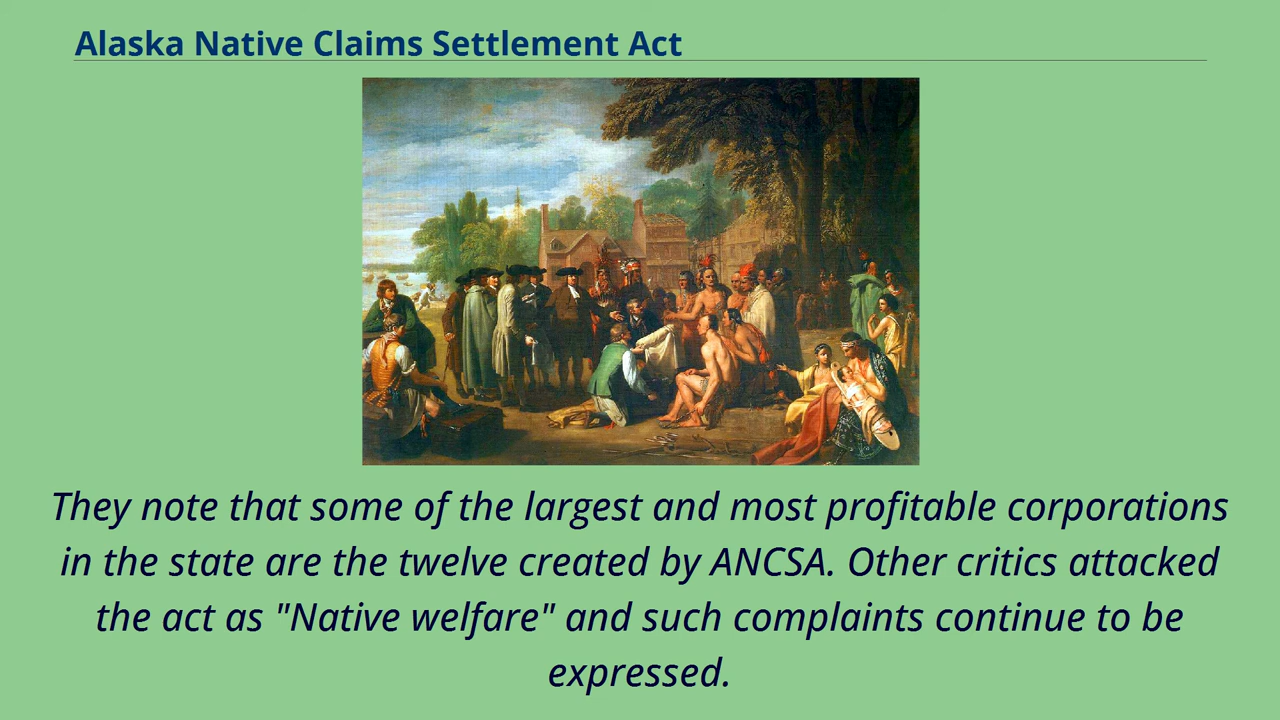 Alaska Native Claims Settlement Act
They note that some of the largest and most profitable corporations
in the state are the twelve created by ANCSA. Other critics attacked
the act as "Native welfare" and such complaints continue to be
expressed.